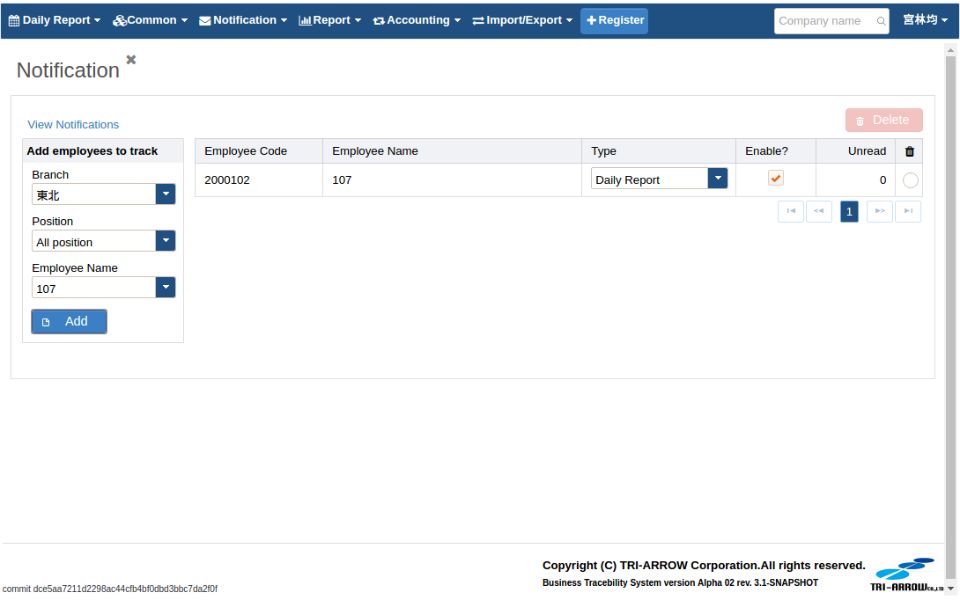 Daily Report Common Notification Report Accounting Import/Export Register Company name 宮林均
Notification
Delete
View Notifications
Add employees to track
Branch
東北
Position
All position
Employee Name
107
Add
Employee Code Employee Name Type Enable? Unread
2000102 107 Daily Report 0
1
Copyright (C) TRI-ARROW Corporation.All rights reserved.
Business Tracebility System version Alpha 02 rev. 3.1-SNAPSHOT
TRI-ARROW CO.,LTD
commit dce5aa7211d2298ac44cfb4bf0dbd3bbc7da2f0f